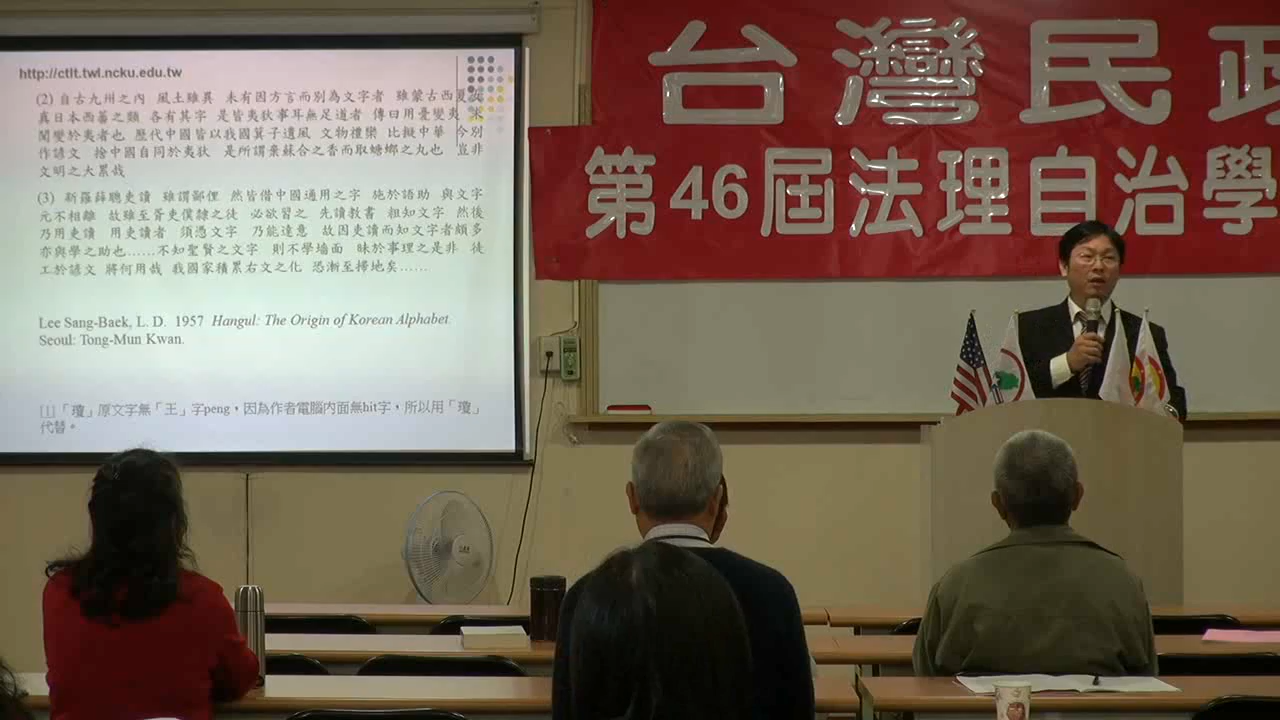 http://ctlt.twl.ncku.edu.tw
(2) 自古九州之內 風土雖異 未有因方言而別為文字者 雖蒙古西夏女
真日本西蕃之類 各有其字 是皆夷狄事耳無足道者 傳曰用夏變夷 未
聞變於夷者也 歷代中國皆以我國箕子遺風 文物禮樂 比擬中華 今別
作諺文 捨中國自同於夷狄 是所謂棄蘇合之香而取螗螂之丸也 豈非
文明之大累哉
(3) 新羅薛聰吏讀 雖謂鄙俚 然皆借中國通用之字 施於語助 與文字
元不相離 故雖至胥吏僕隸之徒 必欲習之 先讀數書 粗知文字 然後
乃用吏讀 用吏讀者 須憑文字 乃能達意 故因吏讀而知文字者頗多
亦興學之助也……不知聖賢之文字 則不學墻面 昧於事理之是非 徒
工於諺文 將何用哉 我國家積累右文之化 恐漸至掃地矣……
Lee Sang-Baek, L. D. 1957 Hangul: The Origin of Korean Alphabet.
Seoul: Tong-Mun Kwan.
[1]「瓊」原文字無「王」字peng，因為作者電腦內面無hit字，所以用「瓊」
代替。
台灣民政
第46屆法理自治學